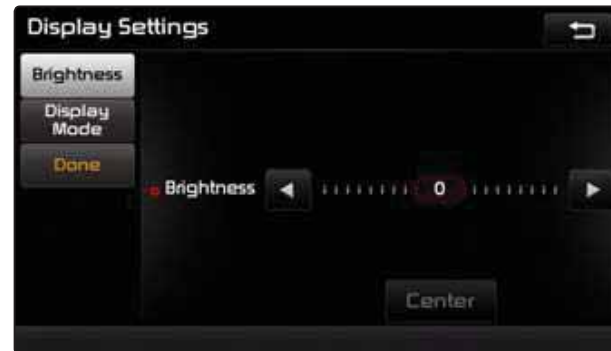 Display Settings
Brightness
Display
Mode
Done
Brightness 0
Center